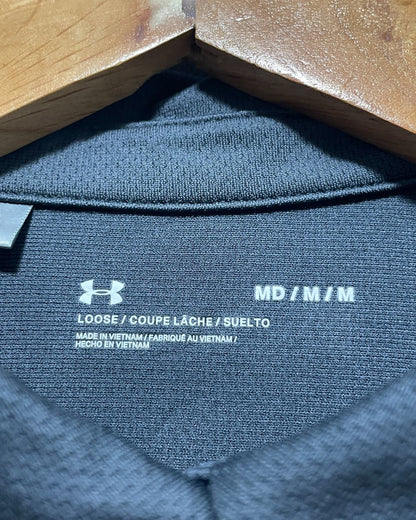 MD / M / M
LOOSE / COUPE LÂCHE / SUELTO
MADE IN VIETNAM / FABRIQUÉ AU VIETNAM /
HECHO EN VIETNAM